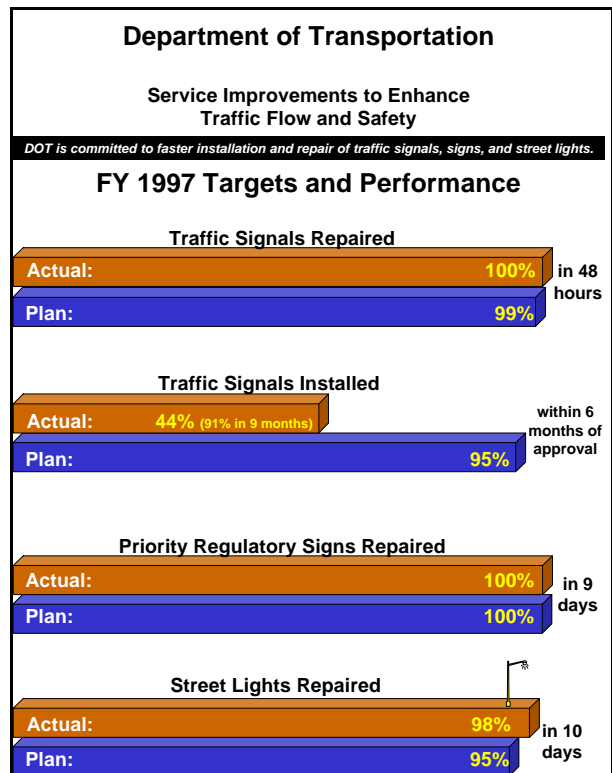 Department of Transportation
Service Improvements to Enhance
Traffic Flow and Safety
DOT is committed to faster installation and repair of traffic signals, signs, and street lights.
FY 1997 Targets and Performance
Traffic Signals Repaired
Actual: 100%
Plan: 99%
in 48
hours
Traffic Signals Installed
Actual: 44% (91% in 9 months)
Plan: 95%
within 6
months of
approval
Priority Regulatory Signs Repaired
Actual: 100%
Plan: 100%
in 9
days
Street Lights Repaired
Actual: 98%
Plan: 95%
in 10
days